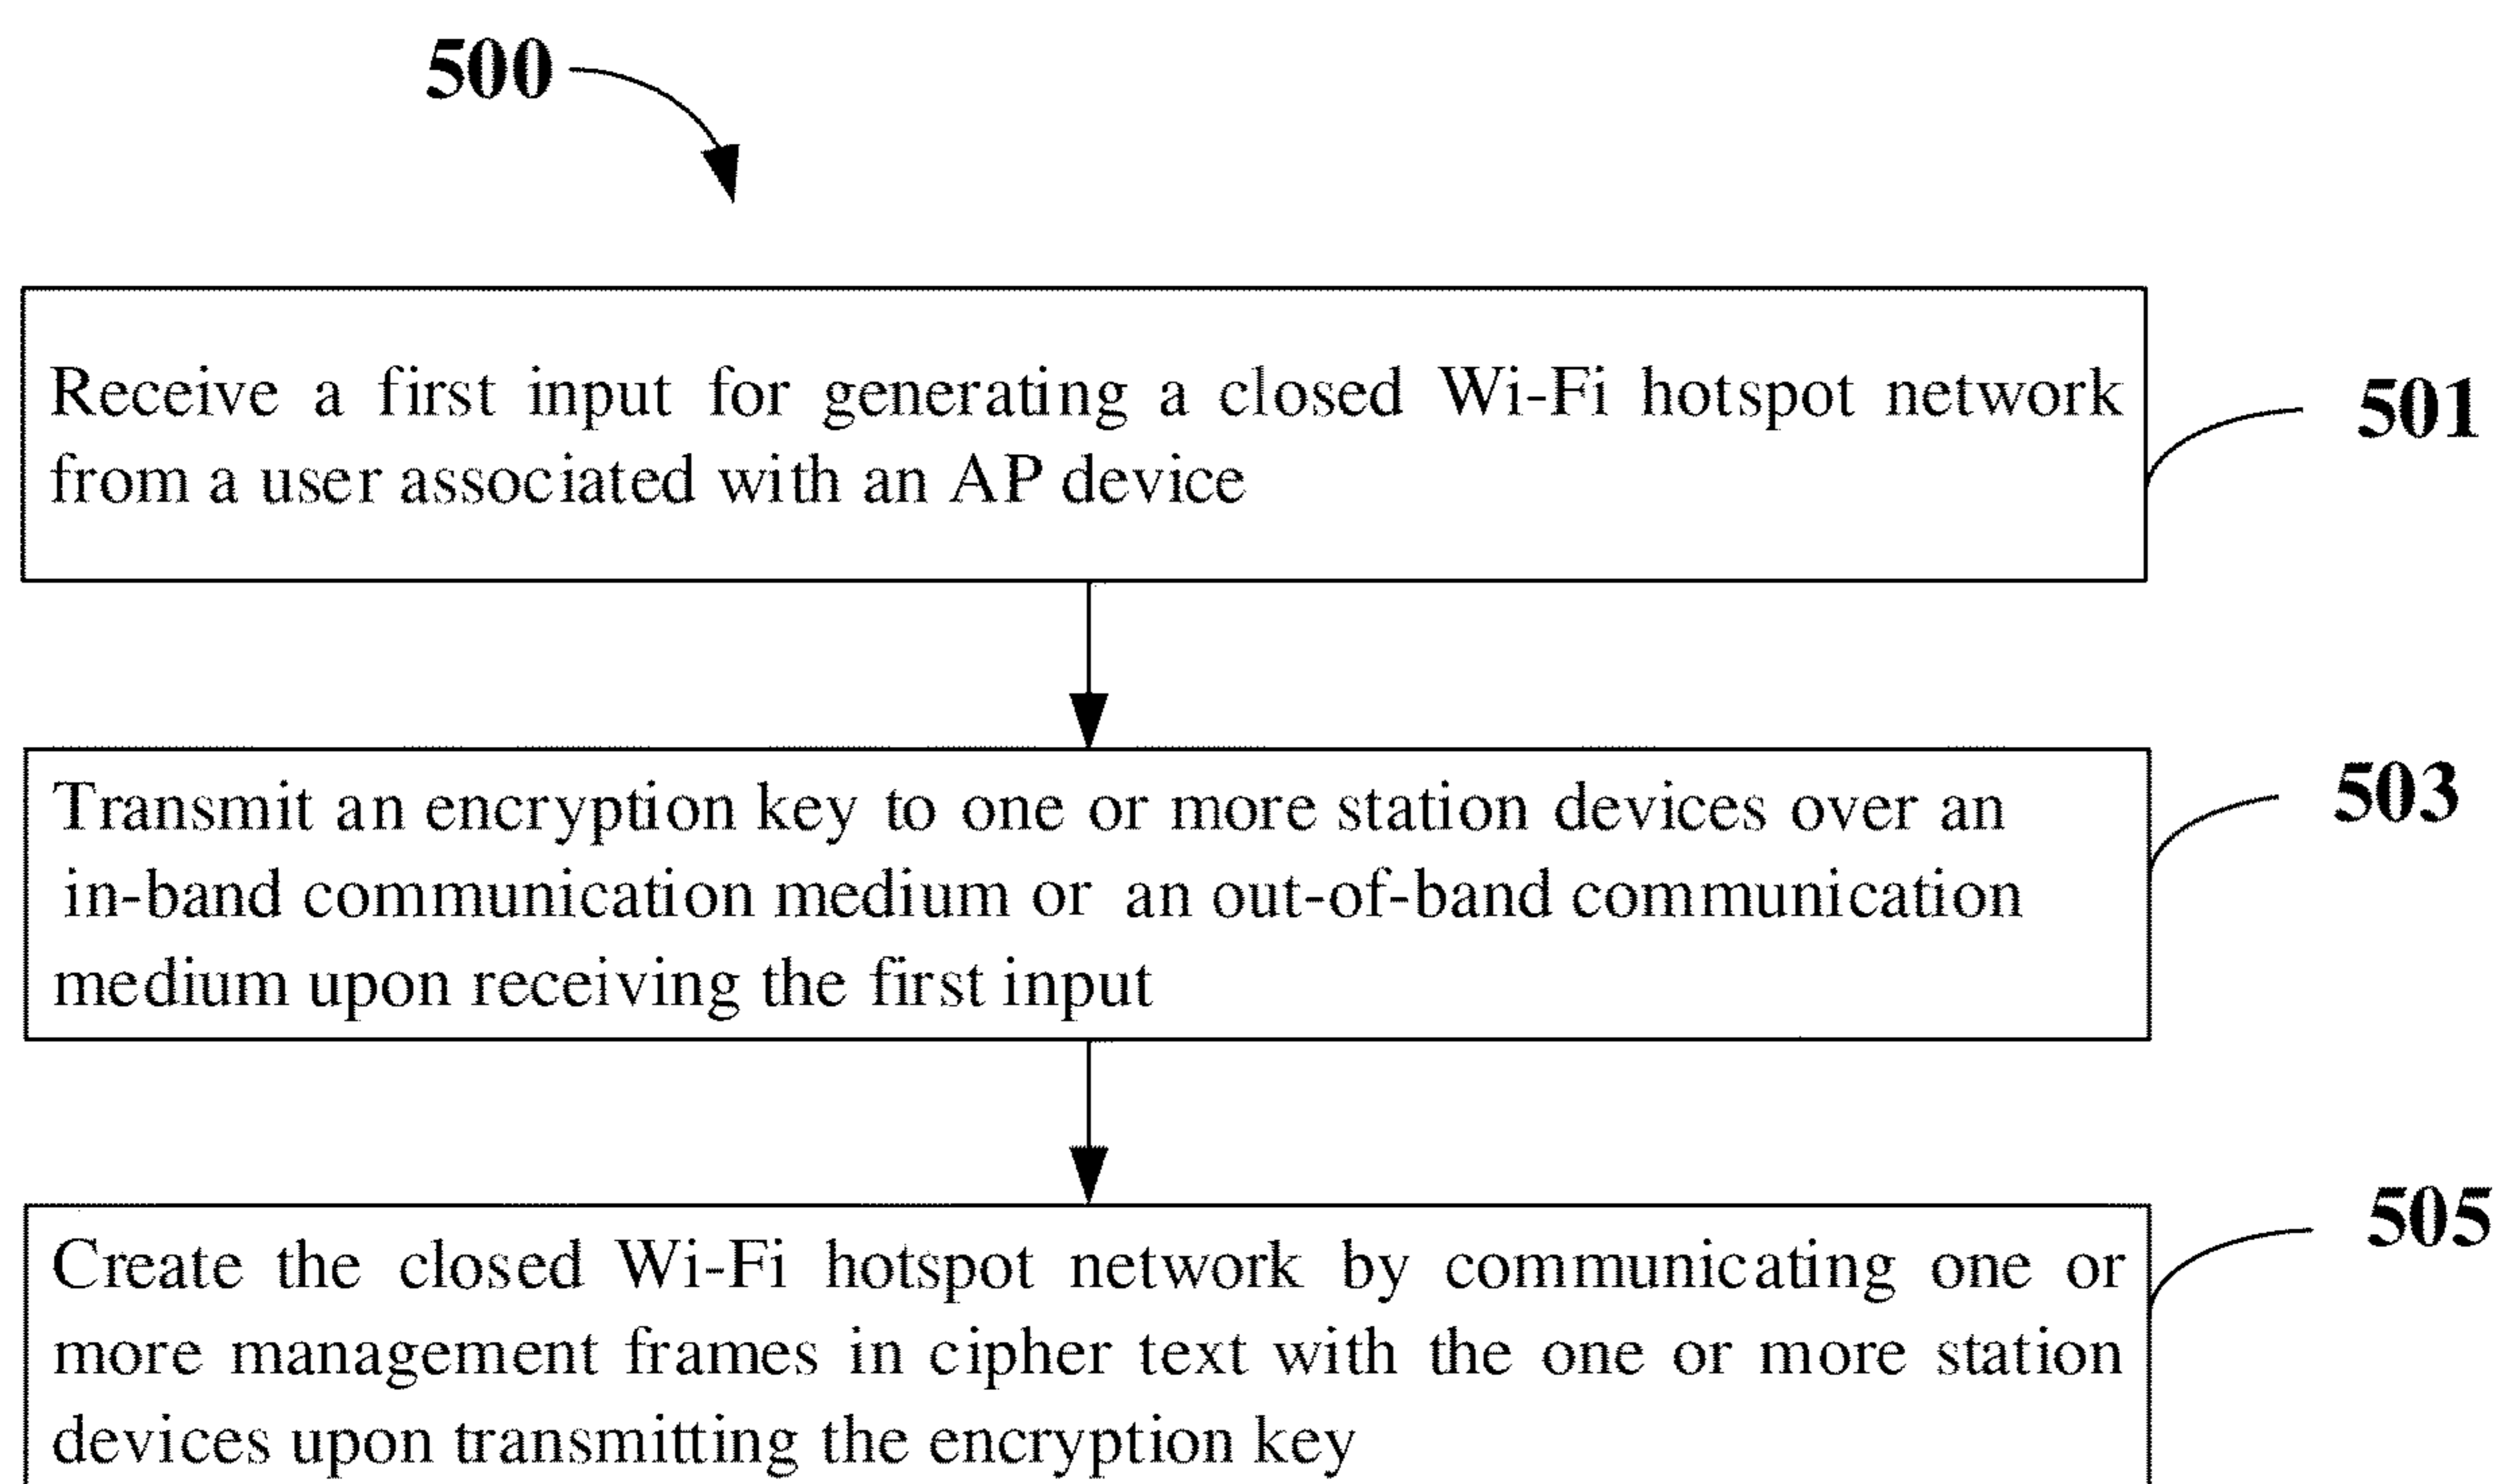 500
Receive a first input for generating a closed Wi-Fi hotspot network
from a user associated with an AP device
501
Transmit an encryption key to one or more station devices over an
in-band communication medium or an out-of-band communication
medium upon receiving the first input
503
Create the closed Wi-Fi hotspot network by communicating one or
more management frames in cipher text with the one or more station
devices upon transmitting the encryption key
505